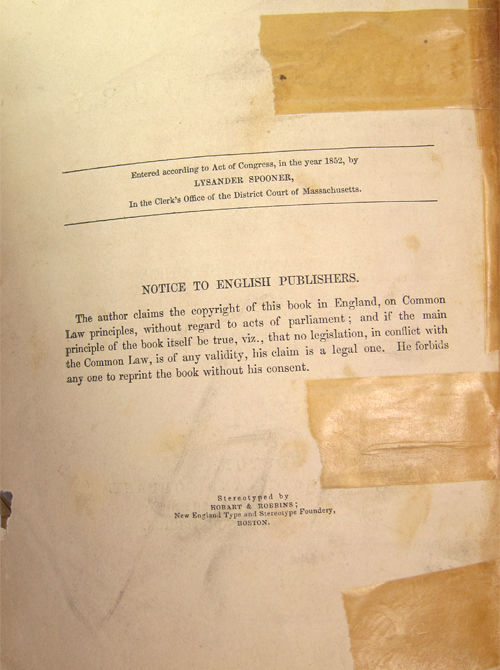 Entered according to Act of Congress, in the year 1852, by
LYSANDER SPOONER,
In the Clerk's Office of the District Court of Massachusetts.
NOTICE TO ENGLISH PUBLISHERS.
The author claims the copyright of this book in England, on Common
Law principles, without regard to acts of parliament; and if the main
principle of the book itself be true, viz., that no legislation, in conflict with
the Common Law, is of any validity, his claim is a legal one. He forbids
any one to reprint the book without his consent.
Stereotyped by
HOBART & ROBBINS;
New England Type and Stereotype Foundery,
BOSTON.